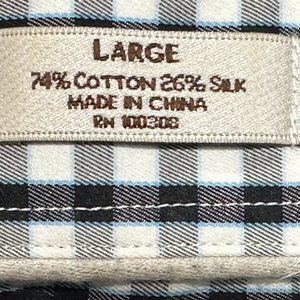 LARGE
74% COTTON 26% SILK
MADE IN CHINA
RN 100308